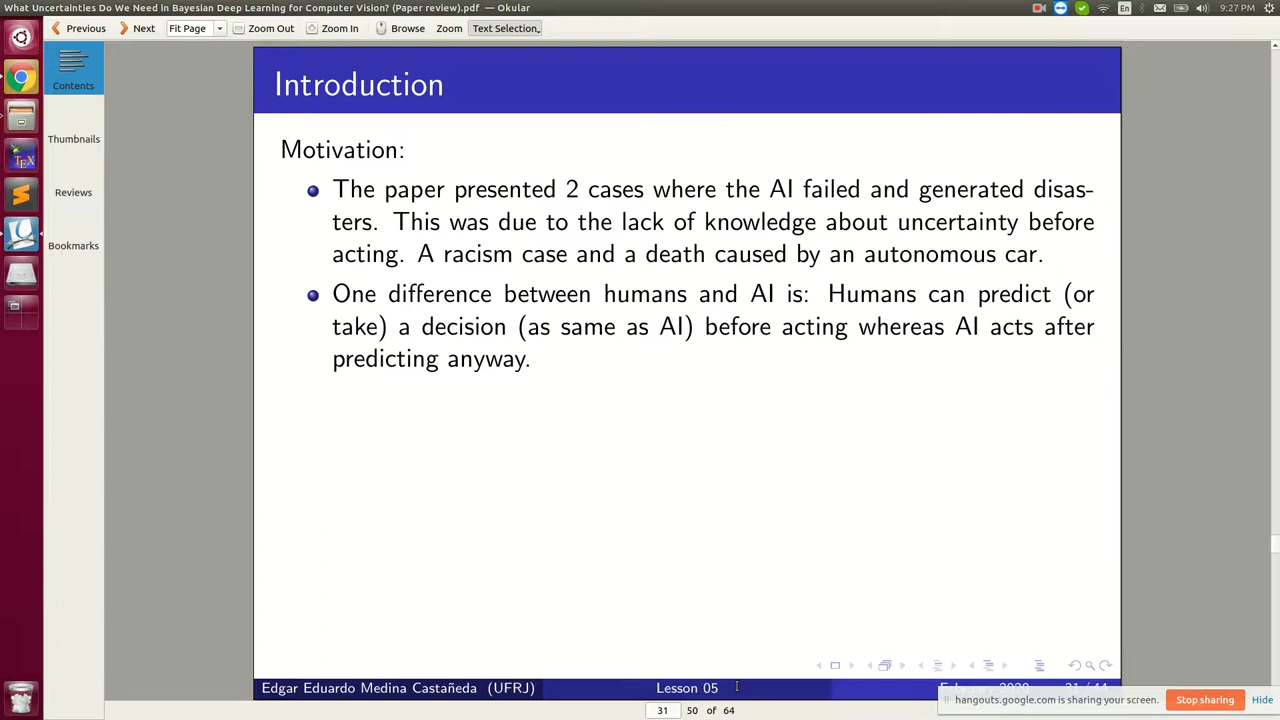 What Uncertainties Do We Need in Bayesian Deep Learning for Computer Vision? (Paper review).pdf — Okular
En
9:27 PM
Previous
Next
Fit Page
Zoom Out
Zoom In
Browse
Zoom
Text Selection
Contents
Thumbnails
Reviews
Bookmarks
TEX
Introduction
Motivation:
The paper presented 2 cases where the AI failed and generated disas-
ters. This was due to the lack of knowledge about uncertainty before
acting. A racism case and a death caused by an autonomous car.
One difference between humans and AI is: Humans can predict (or
take) a decision (as same as AI) before acting whereas AI acts after
predicting anyway.
Edgar Eduardo Medina Castañeda (UFRJ)
Lesson 05
February 2020
31 / 44
hangouts.google.com is sharing your screen.
Stop sharing
Hide
31
50 of 64